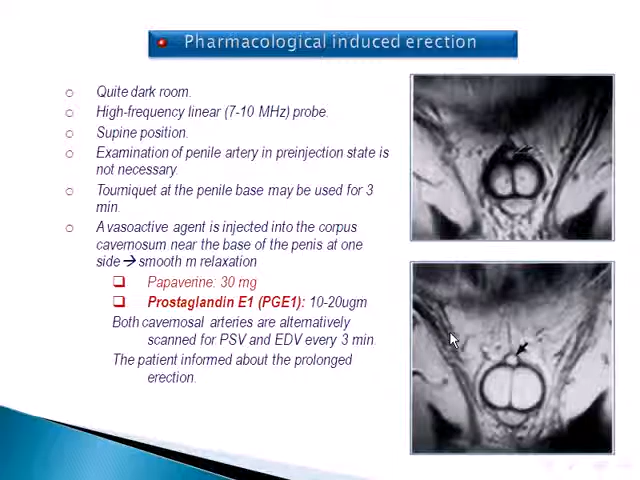 Pharmacological induced erection
o Quite dark room.
o High-frequency linear (7-10 MHz) probe.
o Supine position.
o Examination of penile artery in preinjection state is
not necessary.
o Tourniquet at the penile base may be used for 3
min.
o A vasoactive agent is injected into the corpus
cavernosum near the base of the penis at one
side → smooth m relaxation
❑ Papaverine: 30 mg
❑ Prostaglandin E1 (PGE1): 10-20ugm
Both cavernosal arteries are alternatively
scanned for PSV and EDV every 3 min.
The patient informed about the prolonged
erection.